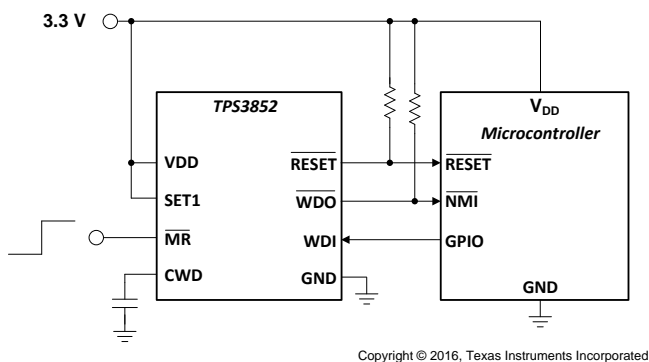 3.3 V
TPS3852
VDD
SET1
MR
CWD
RESET
WDO
WDI
GND
VDD
Microcontroller
RESET
NMI
GPIO
GND
Copyright © 2016, Texas Instruments Incorporated